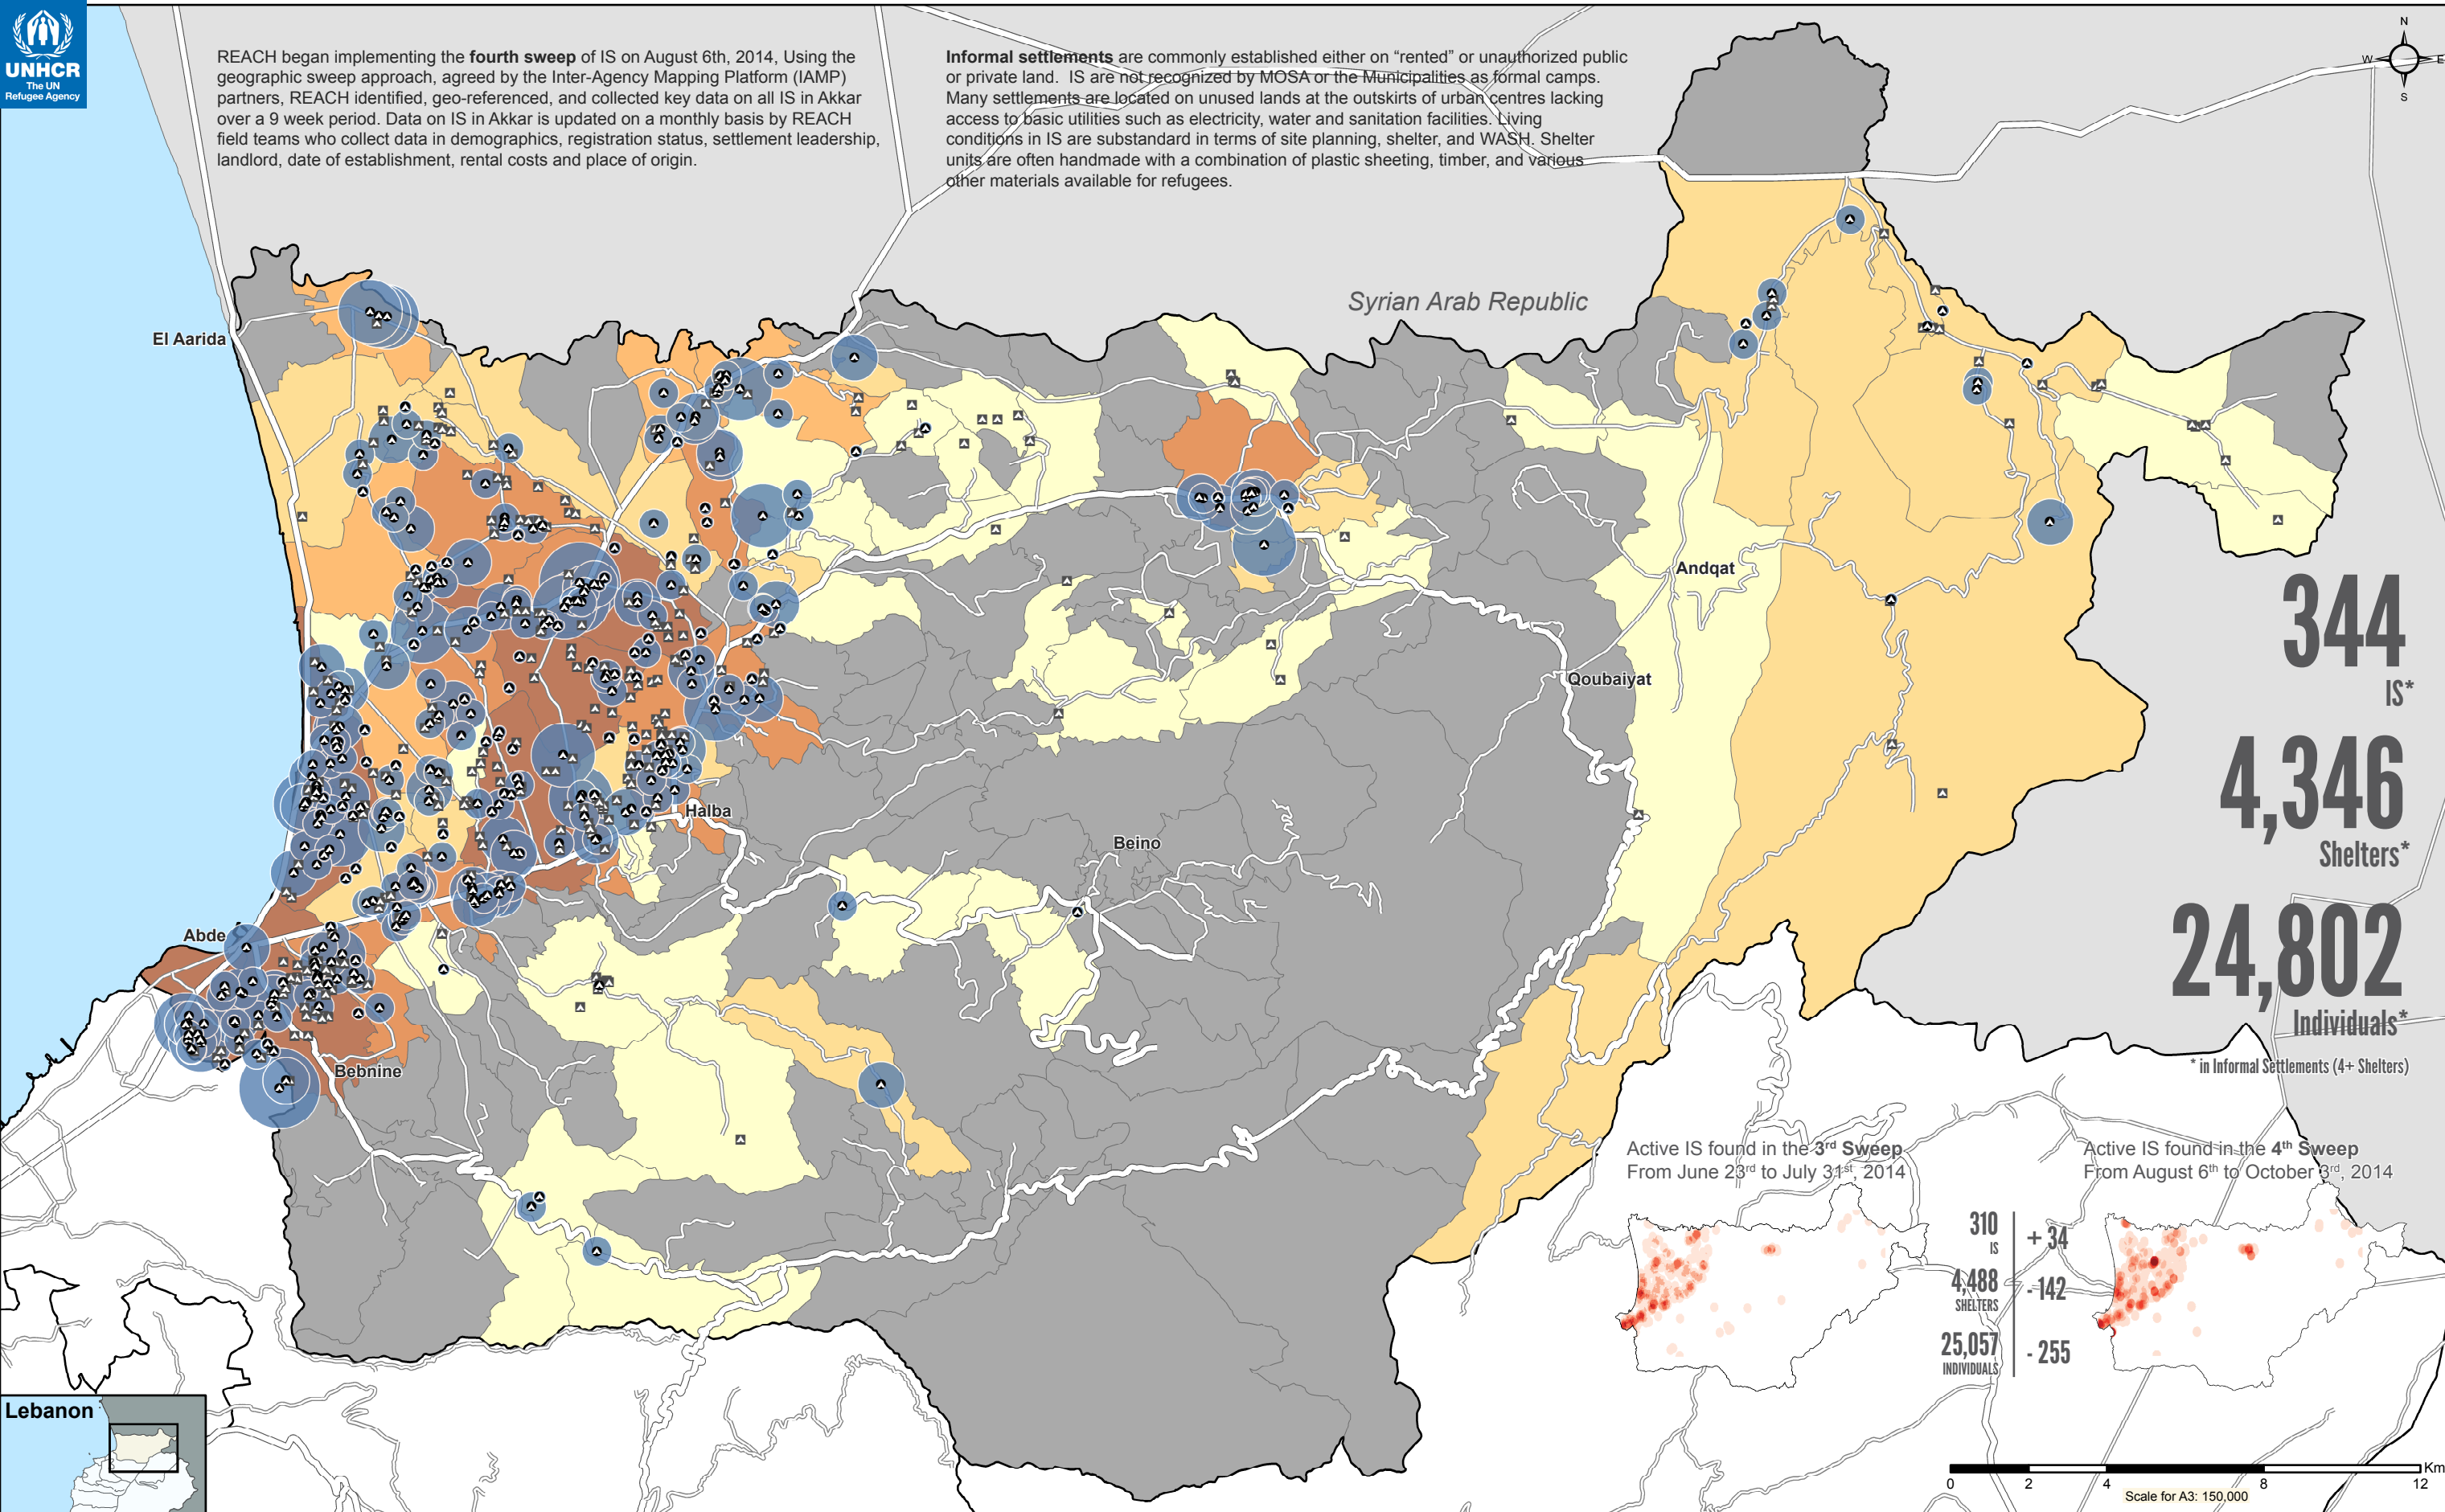 UNHCR
The UN
Refugee Agency
REACH began implementing the fourth sweep of IS on August 6th, 2014, Using the
geographic sweep approach, agreed by the Inter-Agency Mapping Platform (IAMP)
partners, REACH identified, geo-referenced, and collected key data on all IS in Akkar
over a 9 week period. Data on IS in Akkar is updated on a monthly basis by REACH
field teams who collect data in demographics, registration status, settlement leadership,
landlord, date of establishment, rental costs and place of origin.
Informal settlements are commonly established either on “rented” or unauthorized public
or private land. IS are not recognized by MOSA or the Municipalities as formal camps.
Many settlements are located on unused lands at the outskirts of urban centres lacking
access to basic utilities such as electricity, water and sanitation facilities. Living
conditions in IS are substandard in terms of site planning, shelter, and WASH. Shelter
units are often handmade with a combination of plastic sheeting, timber, and various
other materials available for refugees.
N
W
E
S
Syrian Arab Republic
El Aarida
Andqat
Qoubaiyat
Halba
Beino
Abde
Bebnine
344
IS*
4,346
Shelters*
24,802
Individuals*
* in Informal Settlements (4+ Shelters)
Active IS found in the 3rd Sweep
From June 23rd to July 31st, 2014
Active IS found in the 4th Sweep
From August 6th to October 3rd, 2014
310
IS
+ 34
4,488
SHELTERS
- 142
25,057
INDIVIDUALS
- 255
Lebanon
Km
0 2 4 8 12
Scale for A3: 150,000